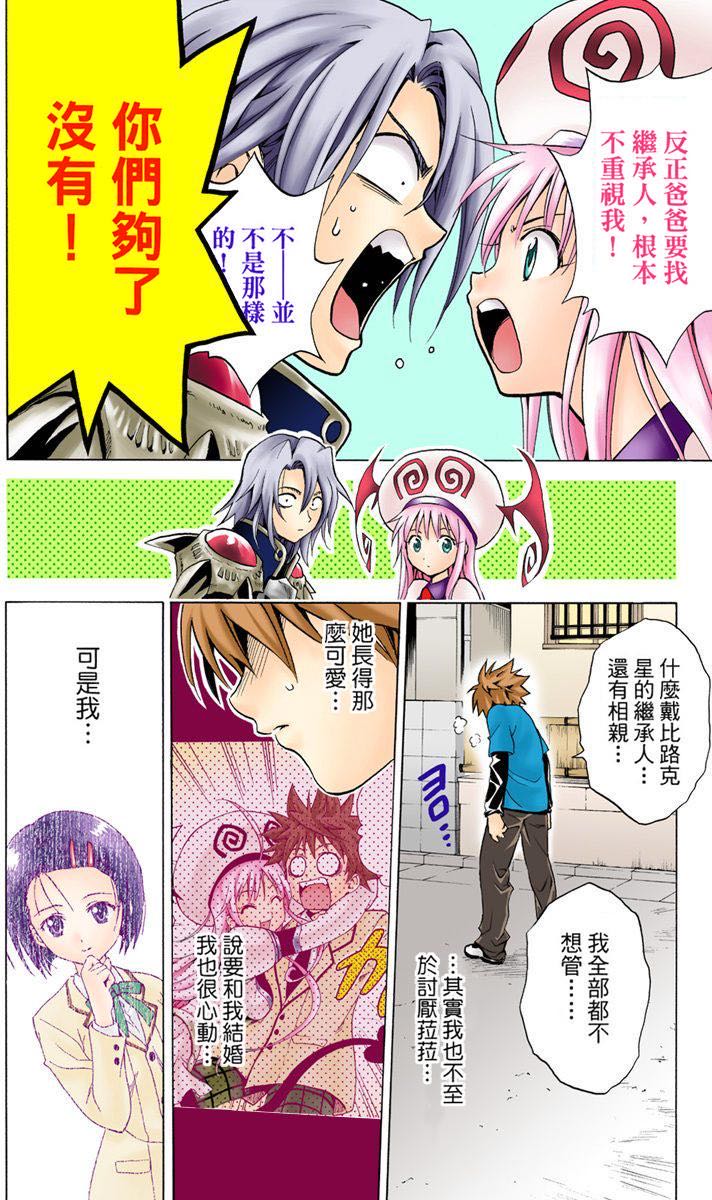 反正爸爸要找
繼承人，根本
不重視我！
不——並
不是那樣
的！
你們夠了
沒有！
什麼戴比路克
星的繼承人…
還有相親…
ヨロ…
我全部都不
想管……
…其實我也不至
於討厭菈菈…
她長得那
麼可愛…
說要和我結婚
我也很心動…
可是我…